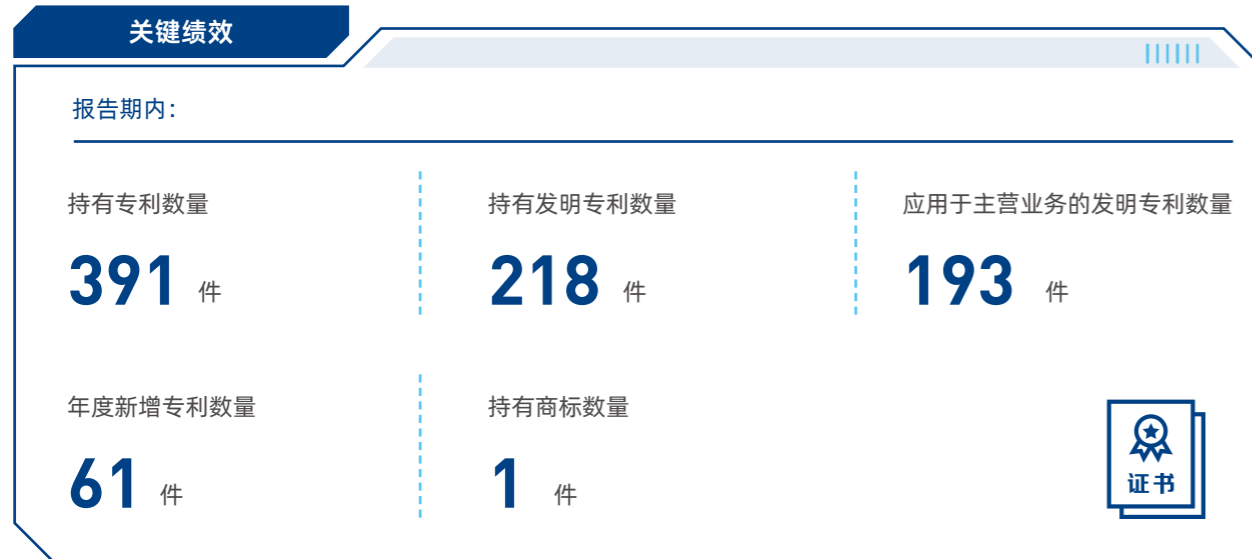 关键绩效
报告期内：
持有专利数量
391 件
持有发明专利数量
218 件
应用于主营业务的发明专利数量
193 件
年度新增专利数量
61 件
持有商标数量
1 件
证书